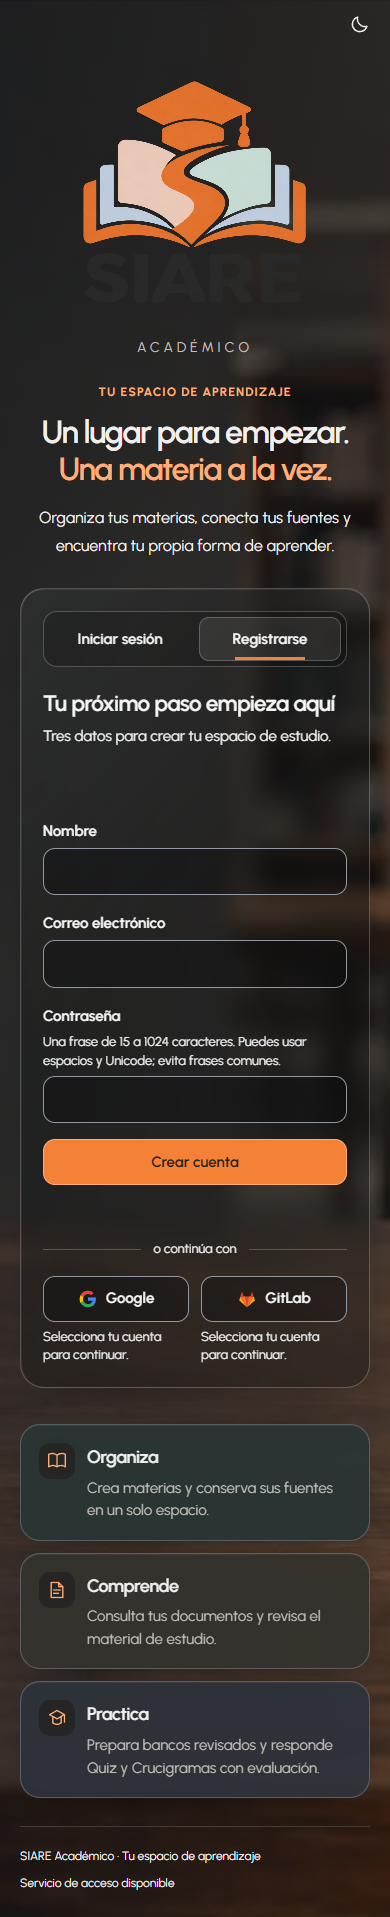 SIARE
ACADÉMICO
TU ESPACIO DE APRENDIZAJE
Un lugar para empezar.
Una materia a la vez.
Organiza tus materias, conecta tus fuentes y
encuentra tu propia forma de aprender.
Iniciar sesión
Registrarse
Tu próximo paso empieza aquí
Tres datos para crear tu espacio de estudio.
Nombre
Correo electrónico
Contraseña
Una frase de 15 a 1024 caracteres. Puedes usar
espacios y Unicode; evita frases comunes.
Crear cuenta
o continúa con
Google
GitLab
Selecciona tu cuenta
para continuar.
Selecciona tu cuenta
para continuar.
Organiza
Crea materias y conserva sus fuentes
en un solo espacio.
Comprende
Consulta tus documentos y revisa el
material de estudio.
Practica
Prepara bancos revisados y responde
Quiz y Crucigramas con evaluación.
SIARE Académico · Tu espacio de aprendizaje
Servicio de acceso disponible